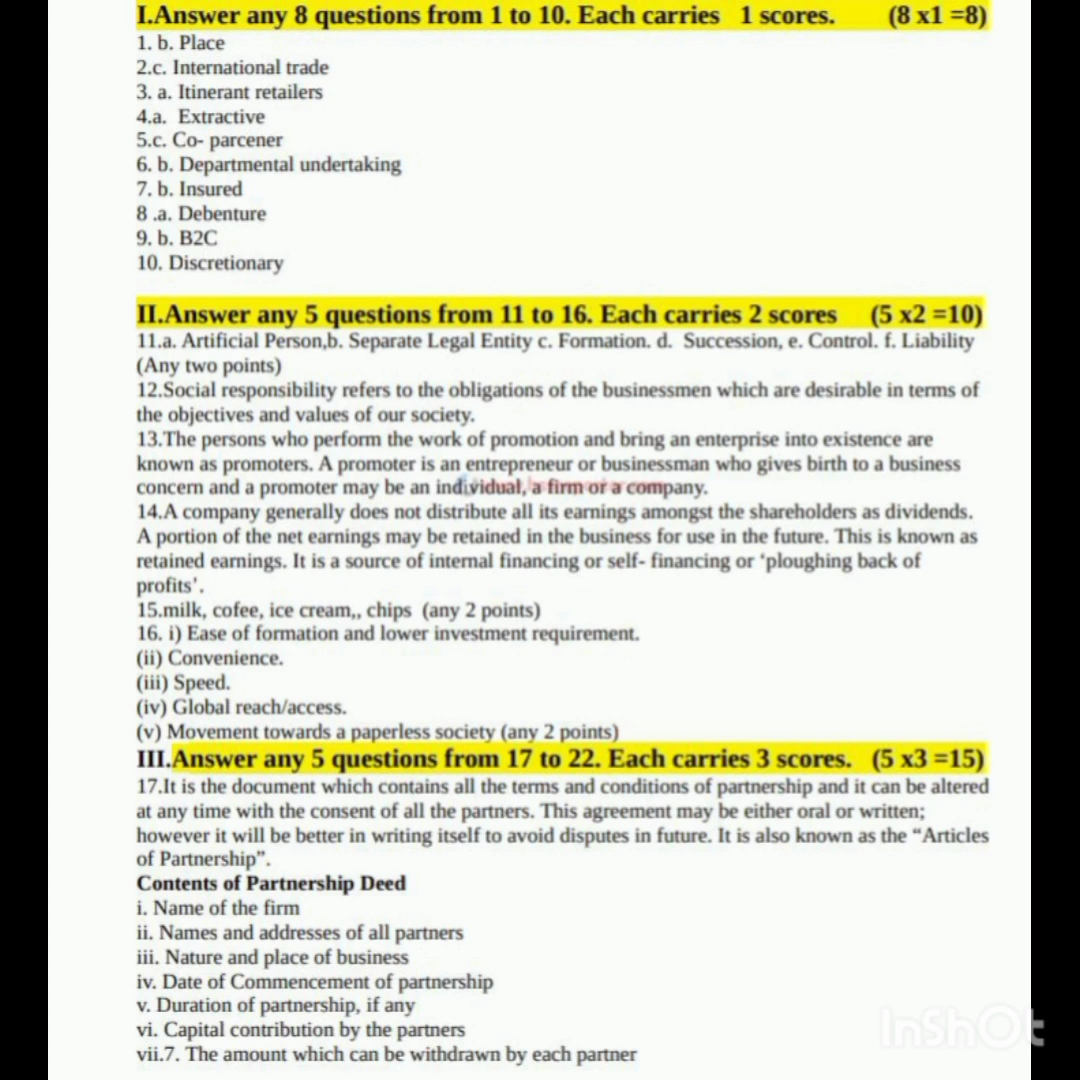 I.Answer any 8 questions from 1 to 10. Each carries 1 scores. (8 x1 =8)
1. b. Place
2.c. International trade
3. a. Itinerant retailers
4.a. Extractive
5.c. Co- parcener
6. b. Departmental undertaking
7. b. Insured
8 .a. Debenture
9. b. B2C
10. Discretionary
II.Answer any 5 questions from 11 to 16. Each carries 2 scores (5 x2 =10)
11.a. Artificial Person,b. Separate Legal Entity c. Formation. d. Succession, e. Control. f. Liability
(Any two points)
12.Social responsibility refers to the obligations of the businessmen which are desirable in terms of
the objectives and values of our society.
13.The persons who perform the work of promotion and bring an enterprise into existence are
known as promoters. A promoter is an entrepreneur or businessman who gives birth to a business
concern and a promoter may be an individual, a firm or a company.
14.A company generally does not distribute all its earnings amongst the shareholders as dividends.
A portion of the net earnings may be retained in the business for use in the future. This is known as
retained earnings. It is a source of internal financing or self- financing or ‘ploughing back of
profits’.
15.milk, cofee, ice cream,, chips (any 2 points)
16. i) Ease of formation and lower investment requirement.
(ii) Convenience.
(iii) Speed.
(iv) Global reach/access.
(v) Movement towards a paperless society (any 2 points)
III.Answer any 5 questions from 17 to 22. Each carries 3 scores. (5 x3 =15)
17.It is the document which contains all the terms and conditions of partnership and it can be altered
at any time with the consent of all the partners. This agreement may be either oral or written;
however it will be better in writing itself to avoid disputes in future. It is also known as the “Articles
of Partnership”.
Contents of Partnership Deed
i. Name of the firm
ii. Names and addresses of all partners
iii. Nature and place of business
iv. Date of Commencement of partnership
v. Duration of partnership, if any
vi. Capital contribution by the partners
vii.7. The amount which can be withdrawn by each partner
InShOt